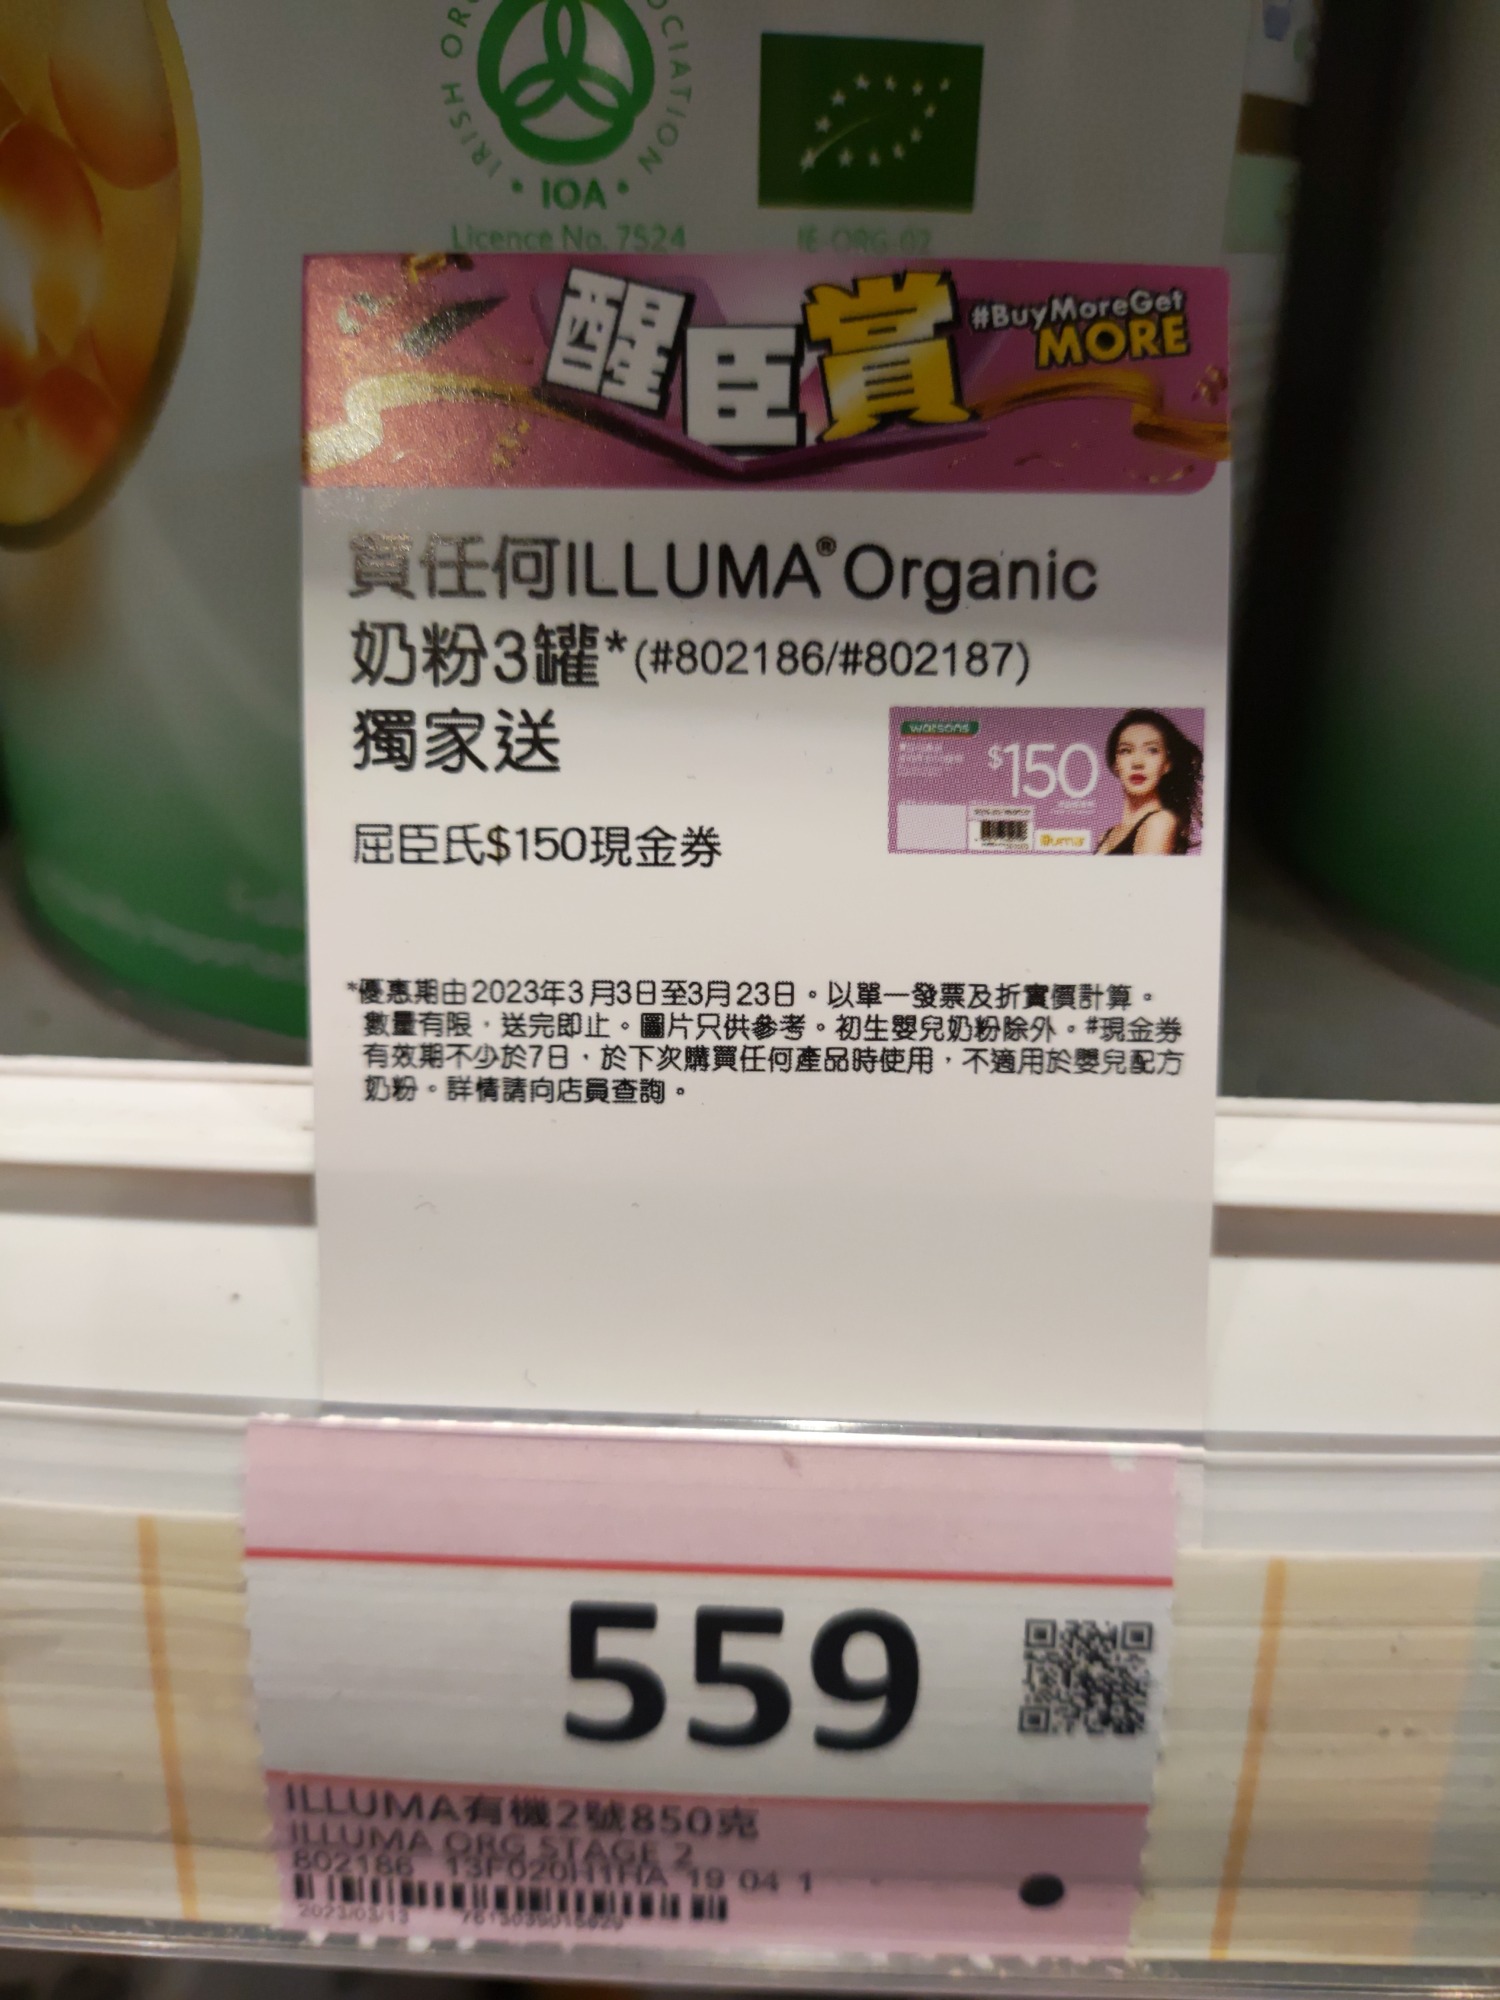 IRISH OR
OCIATION
• IOA •
Licence No. 7524
IE-ORG-02
醒臣賞
#BuyMoreGet
MORE
買任何ILLUMA®Organic
奶粉3罐*(#802186/#802187)
獨家送
屈臣氏$150現金券
watsons
$150
illuma
*優惠期由2023年3月3日至3月23日。以單一發票及折實價計算。
數量有限，送完即止。圖片只供參考。初生嬰兒奶粉除外。#現金券
有效期不少於7日，於下次購買任何產品時使用，不適用於嬰兒配方
奶粉。詳情請向店員查詢。
559
ILLUMA有機2號850克
ILLUMA ORG STAGE 2
802186 13F020H1HA 19 04 1
2023/03/13